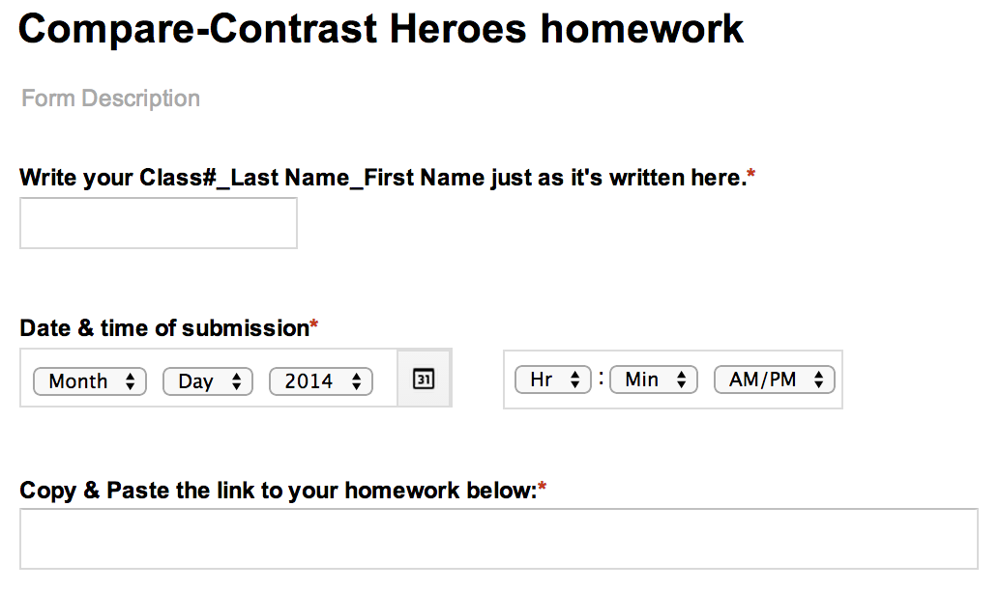 Compare-Contrast Heroes homework
Form Description
Write your Class#_Last Name_First Name just as it's written here.*
Date & time of submission*
Month Day 2014 31 Hr : Min AM/PM
Copy & Paste the link to your homework below:*